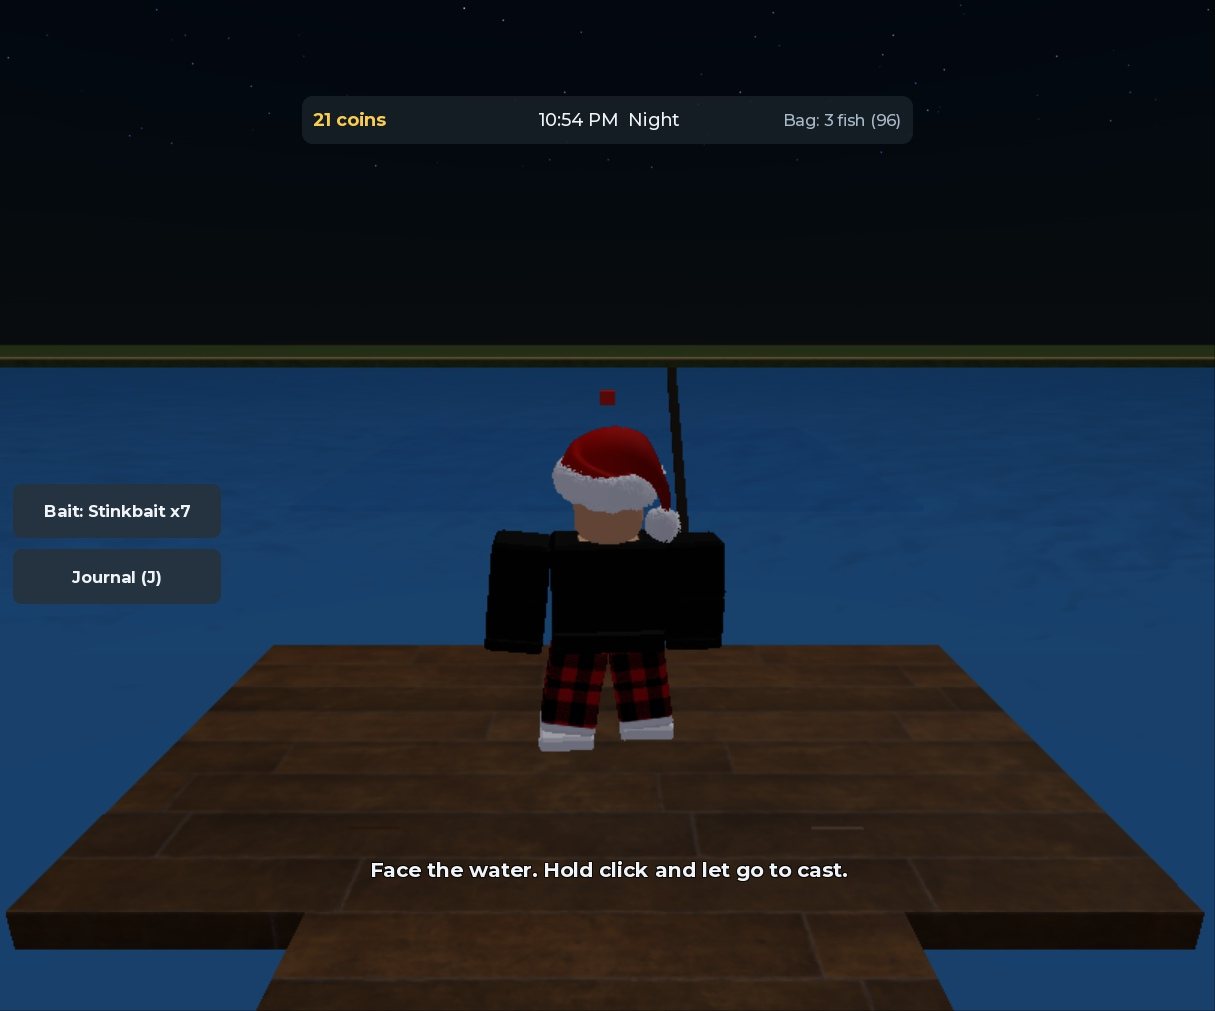 21 coins
10:54 PM  Night
Bag: 3 fish (96)
Bait: Stinkbait x7
Journal (J)
Face the water. Hold click and let go to cast.